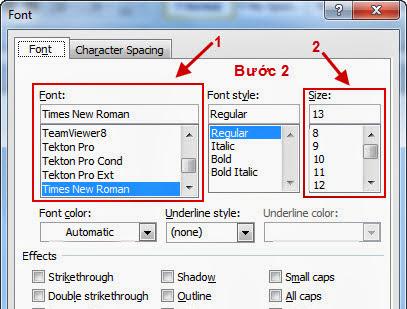 Font
Font Character Spacing
1
2
Bước 2
Font: Font style: Size:
Times New Roman Regular 13
TeamViewer8 Regular 8
Tekton Pro Italic 9
Tekton Pro Cond Bold 10
Tekton Pro Ext Bold Italic 11
Times New Roman 12
Font color: Underline style: Underline color:
Automatic (none)
Effects
Strikethrough Shadow Small caps
Double strikethrough Outline All caps